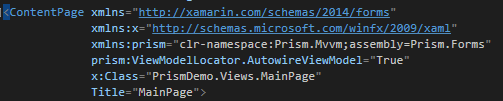 <ContentPage xmlns="http://xamarin.com/schemas/2014/forms"
xmlns:x="http://schemas.microsoft.com/winfx/2009/xaml"
xmlns:prism="clr-namespace:Prism.Mvvm;assembly=Prism.Forms"
prism:ViewModelLocator.AutowireViewModel="True"
x:Class="PrismDemo.Views.MainPage"
Title="MainPage">